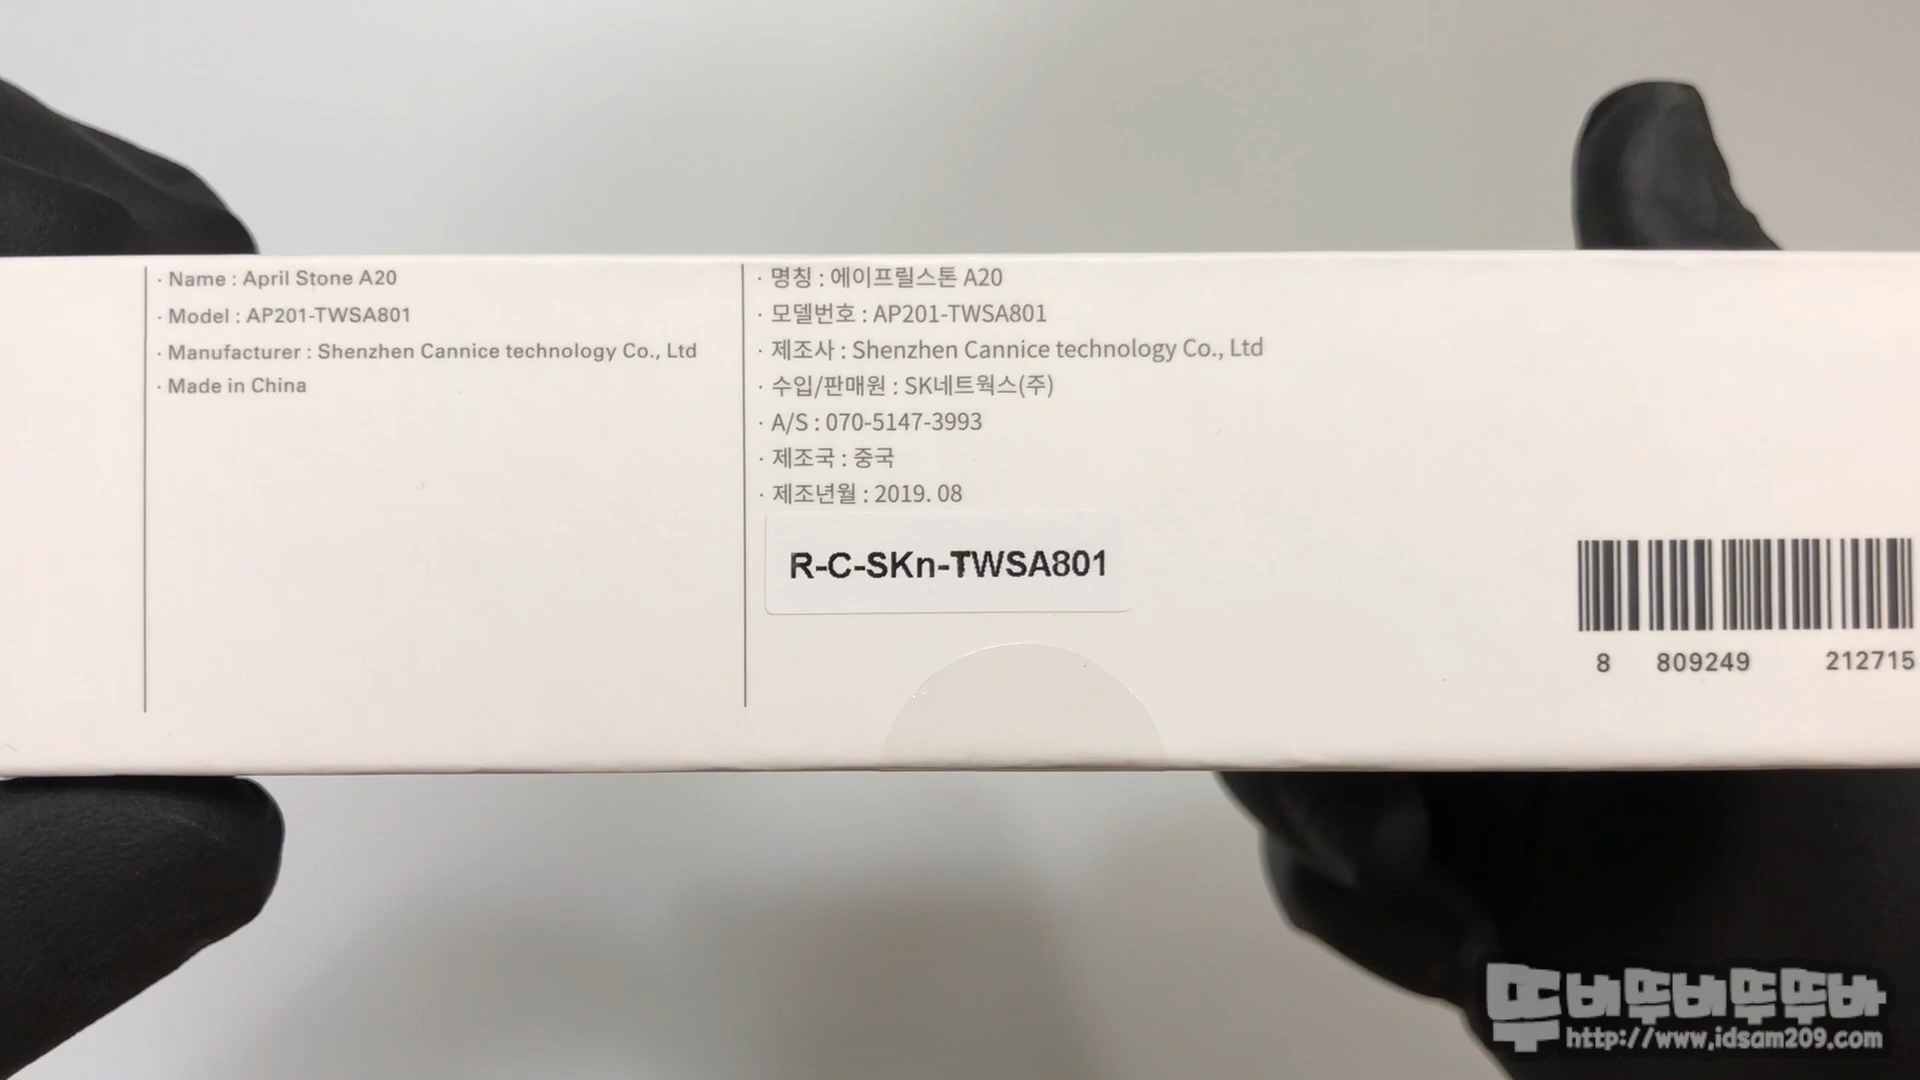 · Name : April Stone A20
· Model : AP201-TWSA801
· Manufacturer : Shenzhen Cannice technology Co., Ltd
· Made in China
· 명칭 : 에이프릴스톤 A20
· 모델번호 : AP201-TWSA801
· 제조사 : Shenzhen Cannice technology Co., Ltd
· 수입/판매원 : SK네트웍스(주)
· A/S : 070-5147-3993
· 제조국 : 중국
· 제조년월 : 2019. 08
R-C-SKn-TWSA801
8 809249 212715
뚜버뚜버뚜뚜바
http://www.idsam209.com